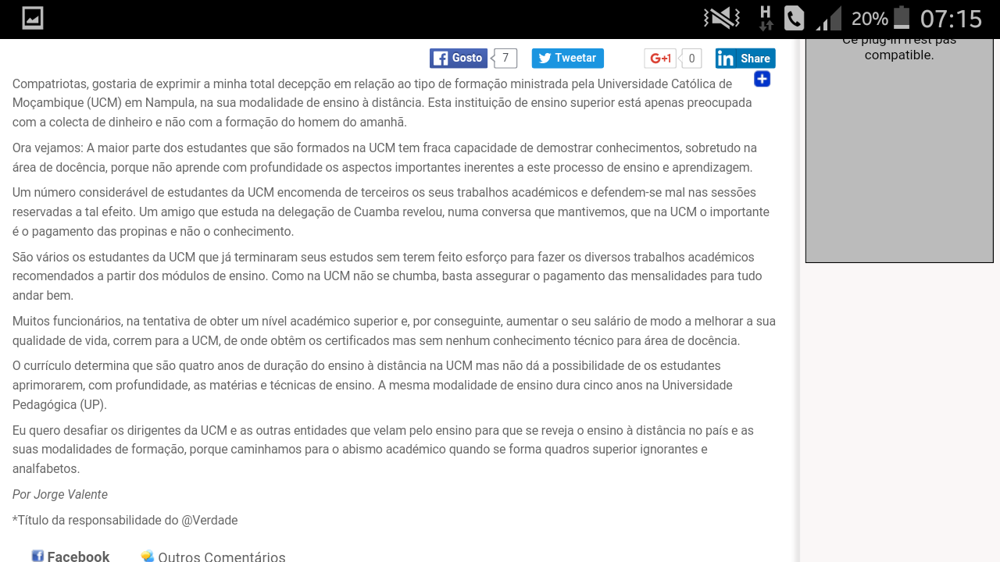 H 20% 07:15
Ce plug-in n'est pas
compatible.
Gosto 7 Tweetar G+1 0 in Share
Compatriotas, gostaria de exprimir a minha total decepção em relação ao tipo de formação ministrada pela Universidade Católica de
Moçambique (UCM) em Nampula, na sua modalidade de ensino à distância. Esta instituição de ensino superior está apenas preocupada
com a colecta de dinheiro e não com a formação do homem do amanhã.
Ora vejamos: A maior parte dos estudantes que são formados na UCM tem fraca capacidade de demostrar conhecimentos, sobretudo na
área de docência, porque não aprende com profundidade os aspectos importantes inerentes a este processo de ensino e aprendizagem.
Um número considerável de estudantes da UCM encomenda de terceiros os seus trabalhos académicos e defendem-se mal nas sessões
reservadas a tal efeito. Um amigo que estuda na delegação de Cuamba revelou, numa conversa que mantivemos, que na UCM o importante
é o pagamento das propinas e não o conhecimento.
São vários os estudantes da UCM que já terminaram seus estudos sem terem feito esforço para fazer os diversos trabalhos académicos
recomendados a partir dos módulos de ensino. Como na UCM não se chumba, basta assegurar o pagamento das mensalidades para tudo
andar bem.
Muitos funcionários, na tentativa de obter um nível académico superior e, por conseguinte, aumentar o seu salário de modo a melhorar a sua
qualidade de vida, correm para a UCM, de onde obtêm os certificados mas sem nenhum conhecimento técnico para área de docência.
O currículo determina que são quatro anos de duração do ensino à distância na UCM mas não dá a possibilidade de os estudantes
aprimorarem, com profundidade, as matérias e técnicas de ensino. A mesma modalidade de ensino dura cinco anos na Universidade
Pedagógica (UP).
Eu quero desafiar os dirigentes da UCM e as outras entidades que velam pelo ensino para que se reveja o ensino à distância no país e as
suas modalidades de formação, porque caminhamos para o abismo académico quando se forma quadros superior ignorantes e
analfabetos.
Por Jorge Valente
*Título da responsabilidade do @Verdade
Facebook Outros Comentários